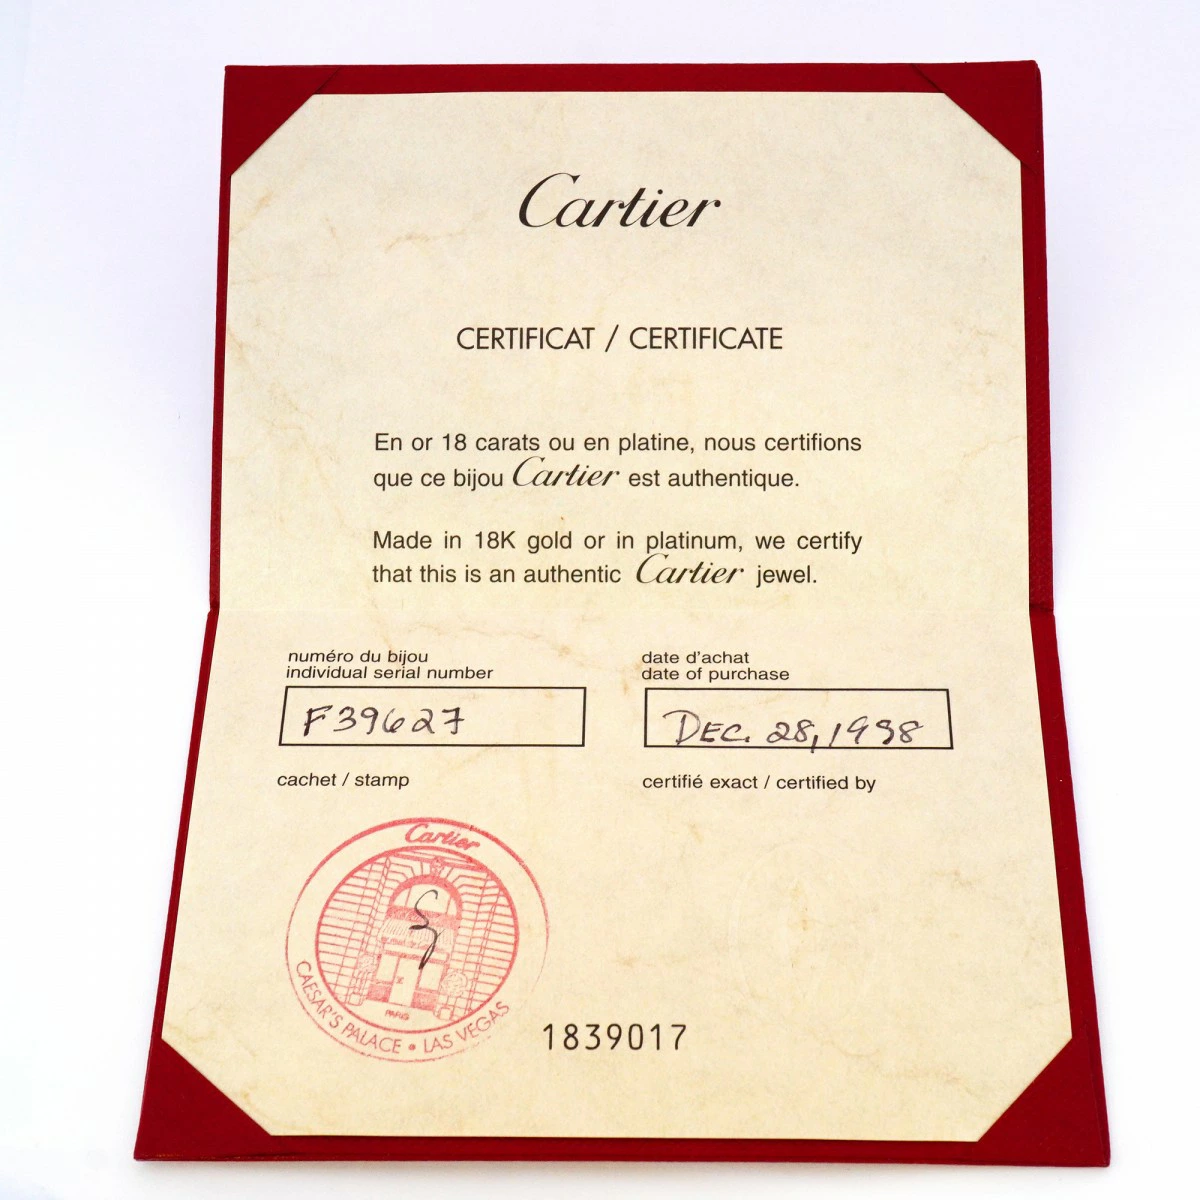 Cartier
CERTIFICAT / CERTIFICATE
En or 18 carats ou en platine, nous certifions
que ce bijou Cartier est authentique.
Made in 18K gold or in platinum, we certify
that this is an authentic Cartier jewel.
numéro du bijou
individual serial number
F39627
date d'achat
date of purchase
DEC. 28, 1998
cachet / stamp
certifié exact / certified by
Cartier
PARIS
CAESAR'S PALACE • LAS VEGAS
1839017